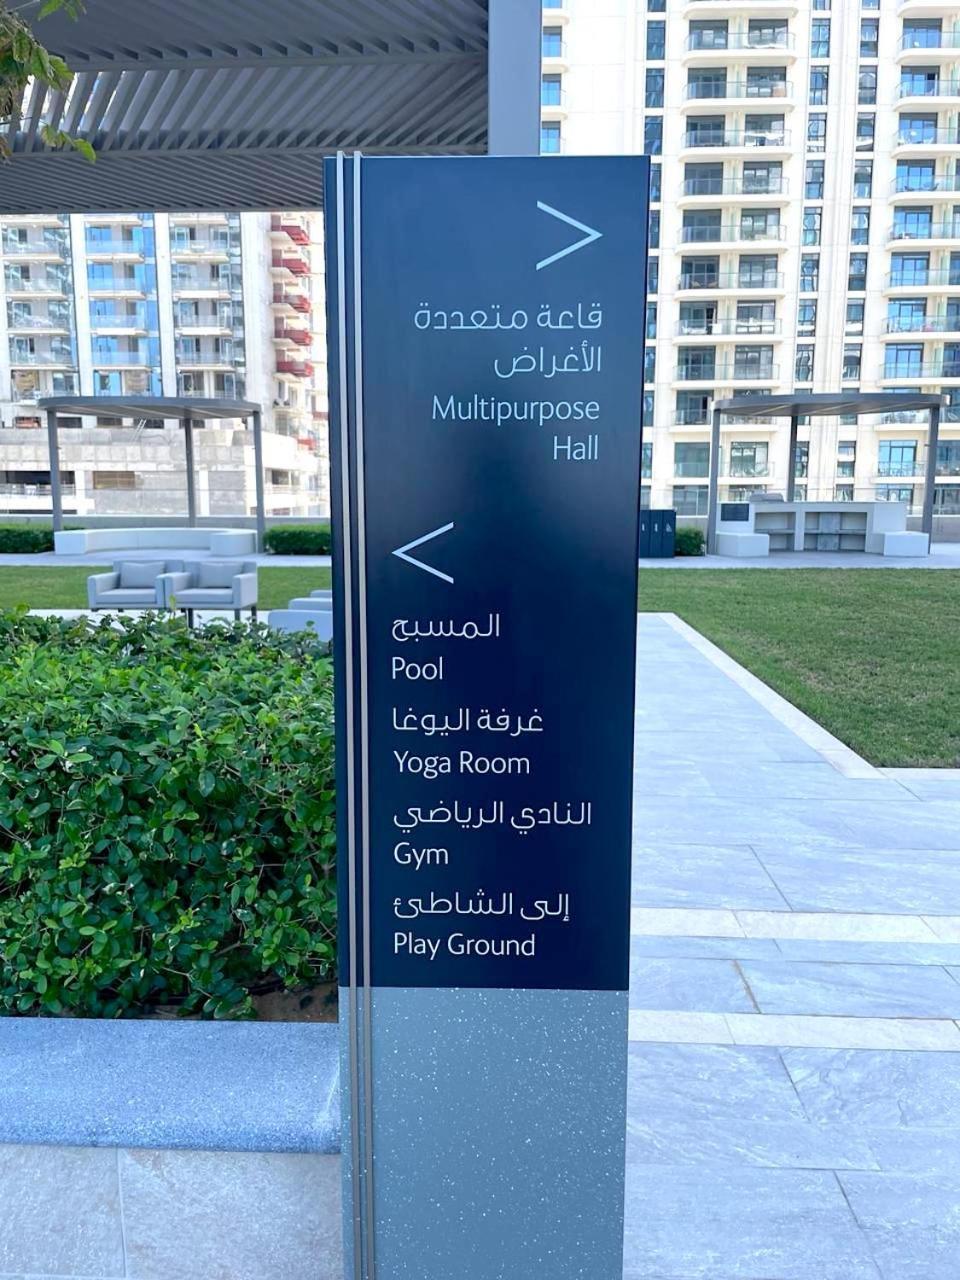 قاعة متعددة
الأغراض
Multipurpose
Hall
المسبح
Pool
غرفة اليوغا
Yoga Room
النادي الرياضي
Gym
إلى الشاطئ
Play Ground